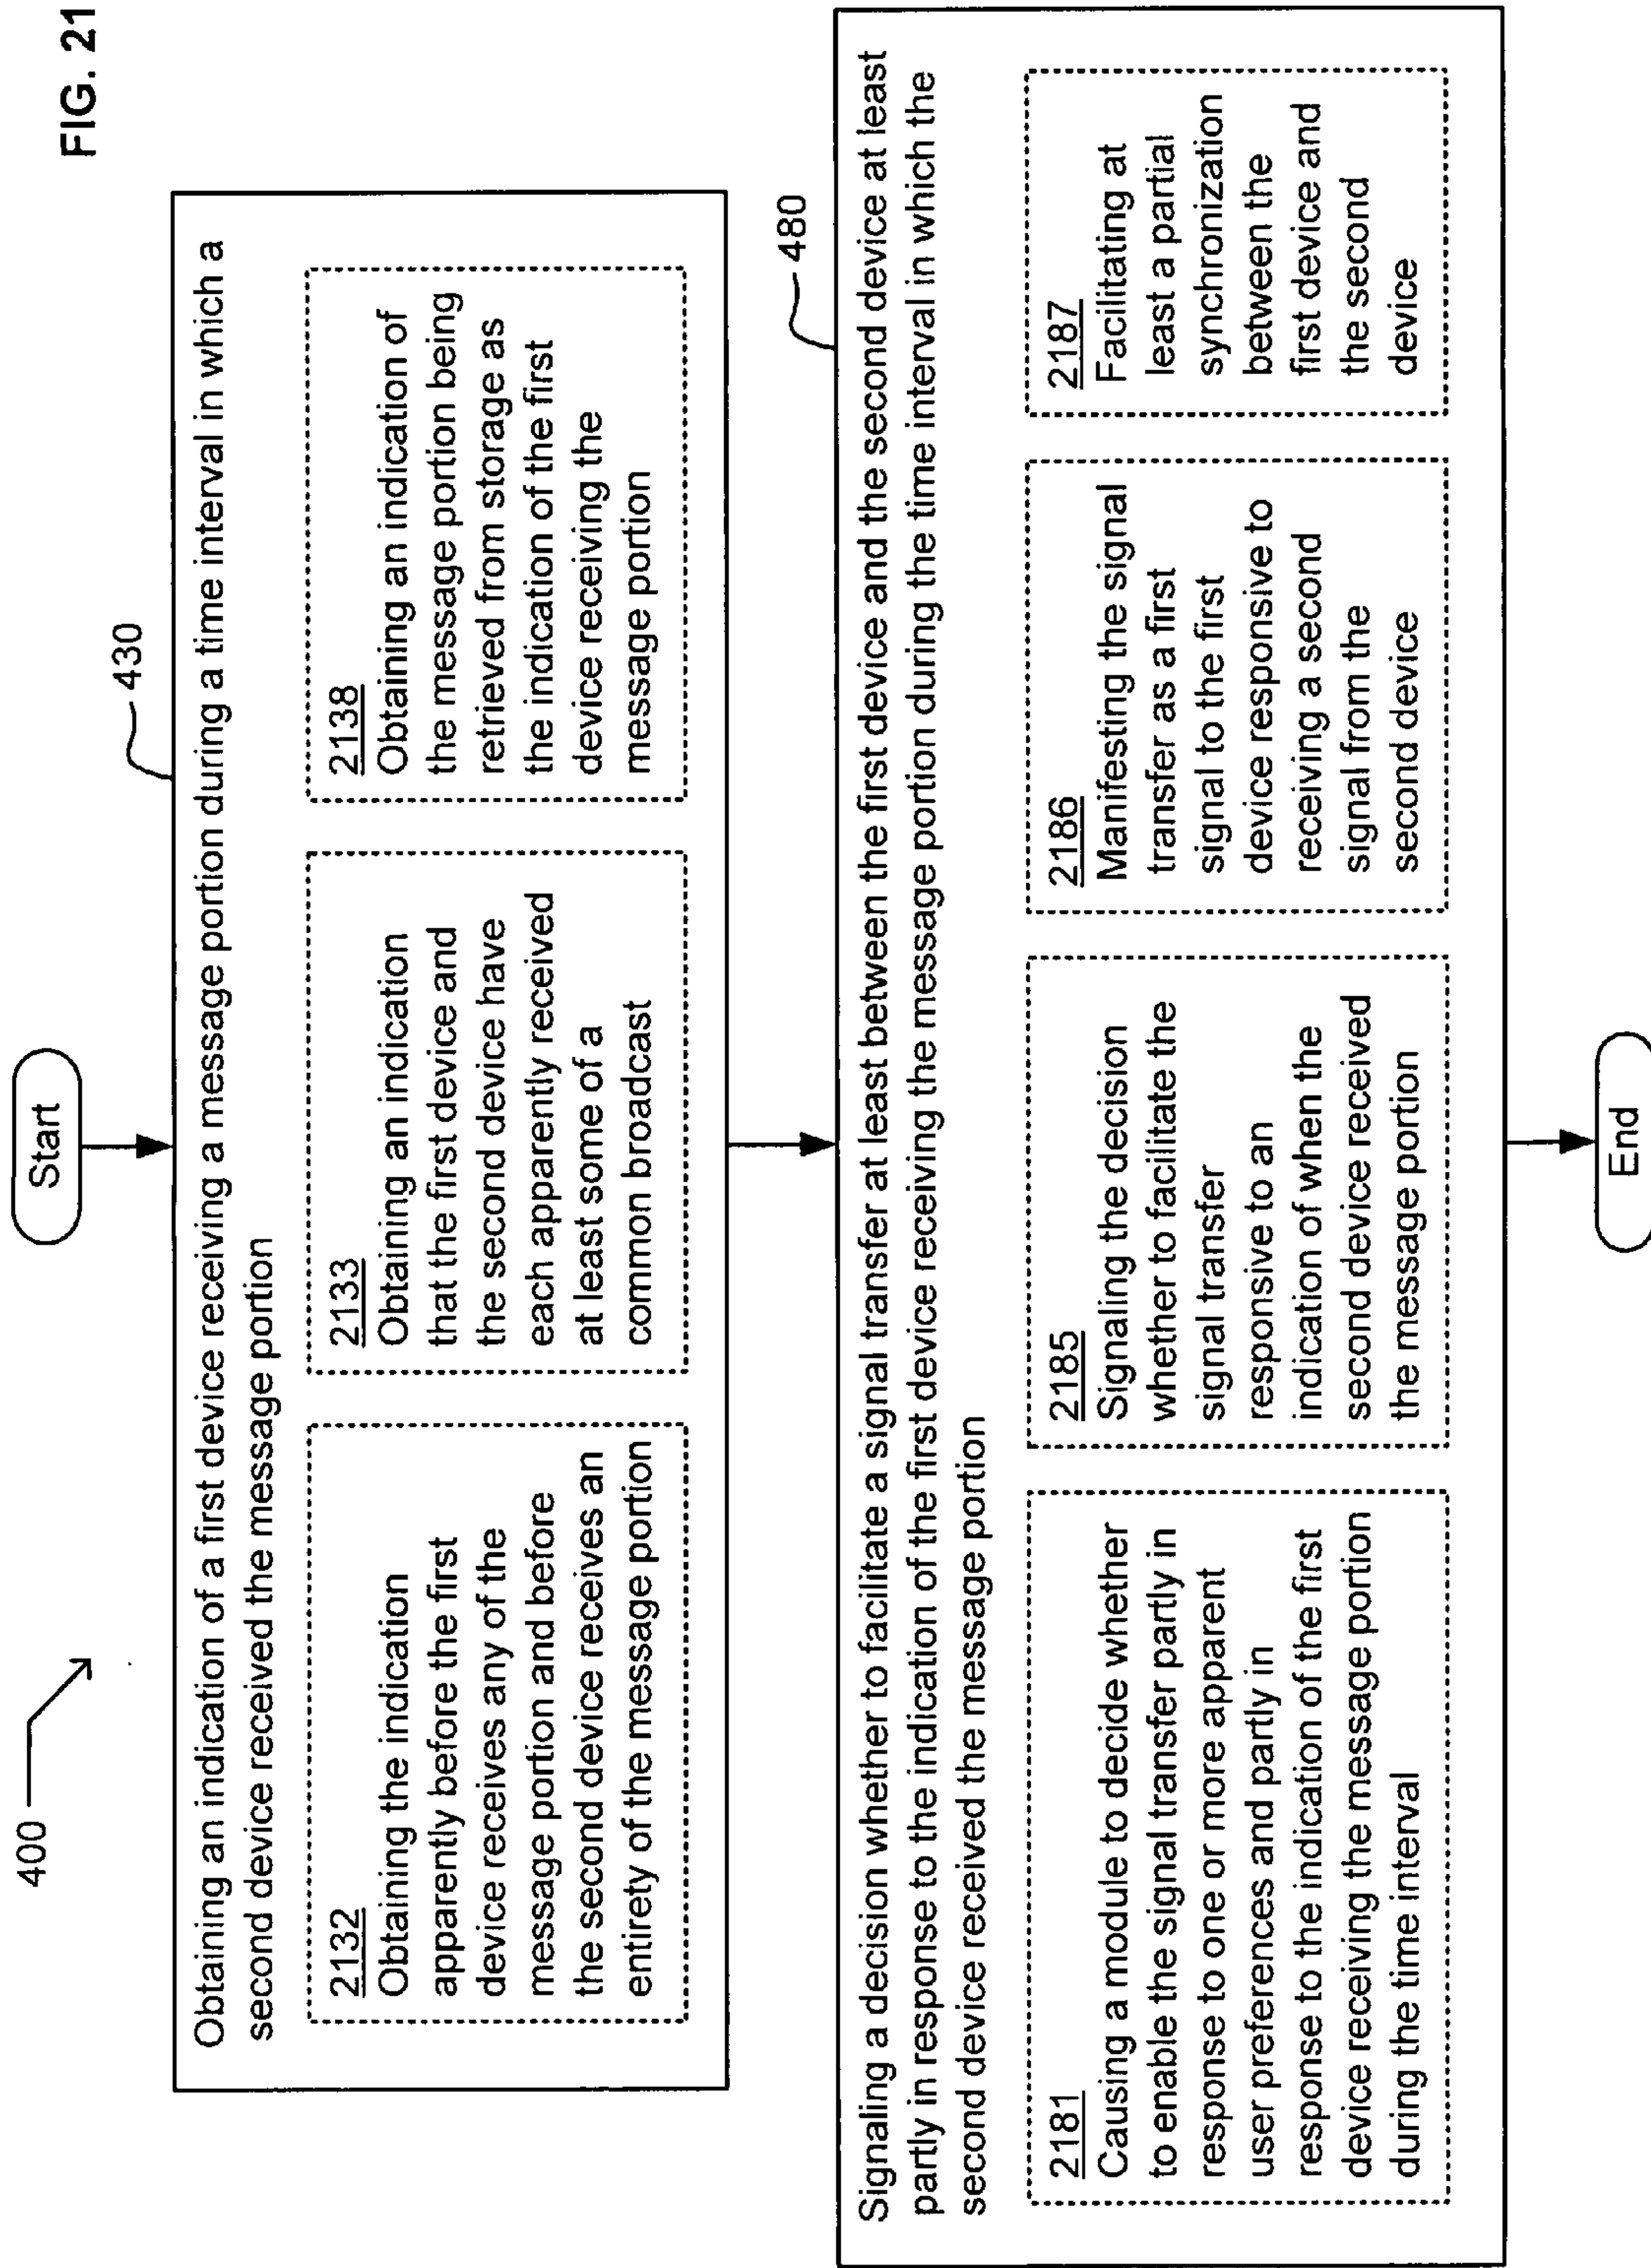 FIG. 21
400
Start
430
Obtaining an indication of a first device receiving a message portion during a time interval in which a
second device received the message portion
2132
Obtaining the indication
apparently before the first
device receives any of the
message portion and before
the second device receives an
entirety of the message portion
2133
Obtaining an indication
that the first device and
the second device have
each apparently received
at least some of a
common broadcast
2138
Obtaining an indication of
the message portion being
retrieved from storage as
the indication of the first
device receiving the
message portion
480
Signaling a decision whether to facilitate a signal transfer at least between the first device and the second device at least
partly in response to the indication of the first device receiving the message portion during the time interval in which the
second device received the message portion
2181
Causing a module to decide whether
to enable the signal transfer partly in
response to one or more apparent
user preferences and partly in
response to the indication of the first
device receiving the message portion
during the time interval
2185
Signaling the decision
whether to facilitate the
signal transfer
responsive to an
indication of when the
second device received
the message portion
2186
Manifesting the signal
transfer as a first
signal to the first
device responsive to
receiving a second
signal from the
second device
2187
Facilitating at
least a partial
synchronization
between the
first device and
the second
device
End